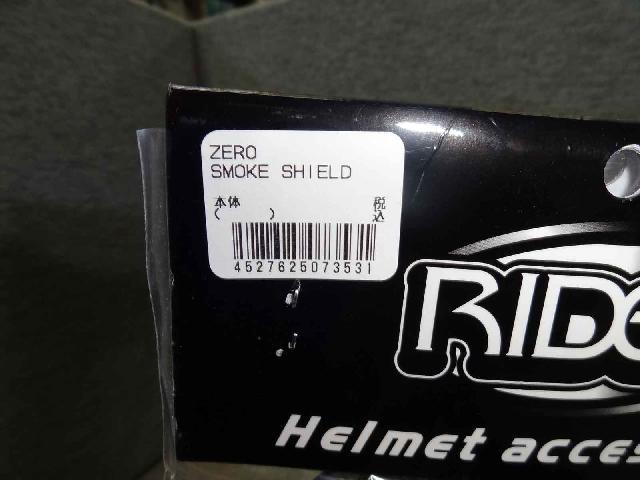 ZERO
SMOKE SHIELD
本体 税
( ) 込
4527625073531
RIDE
Helmet acces